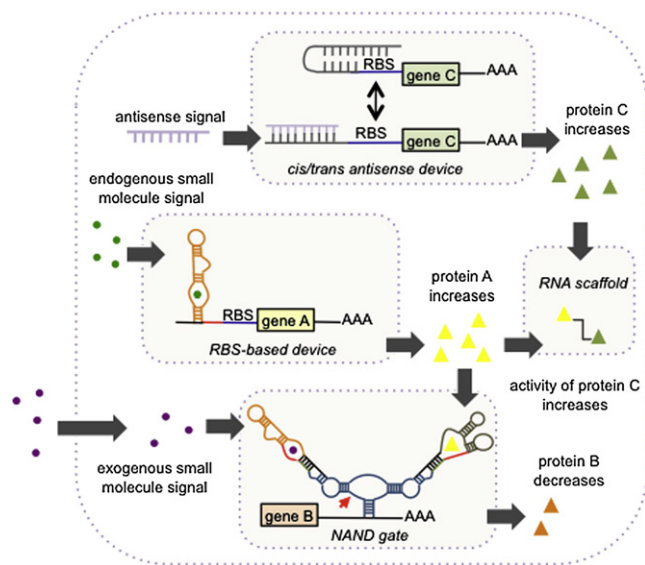 RBS
gene C
AAA
antisense signal
RBS
gene C
AAA
cis/trans antisense device
protein C
increases
endogenous small
molecule signal
RBS
gene A
AAA
RBS-based device
protein A
increases
RNA scaffold
activity of protein C
increases
exogenous small
molecule signal
gene B
AAA
NAND gate
protein B
decreases